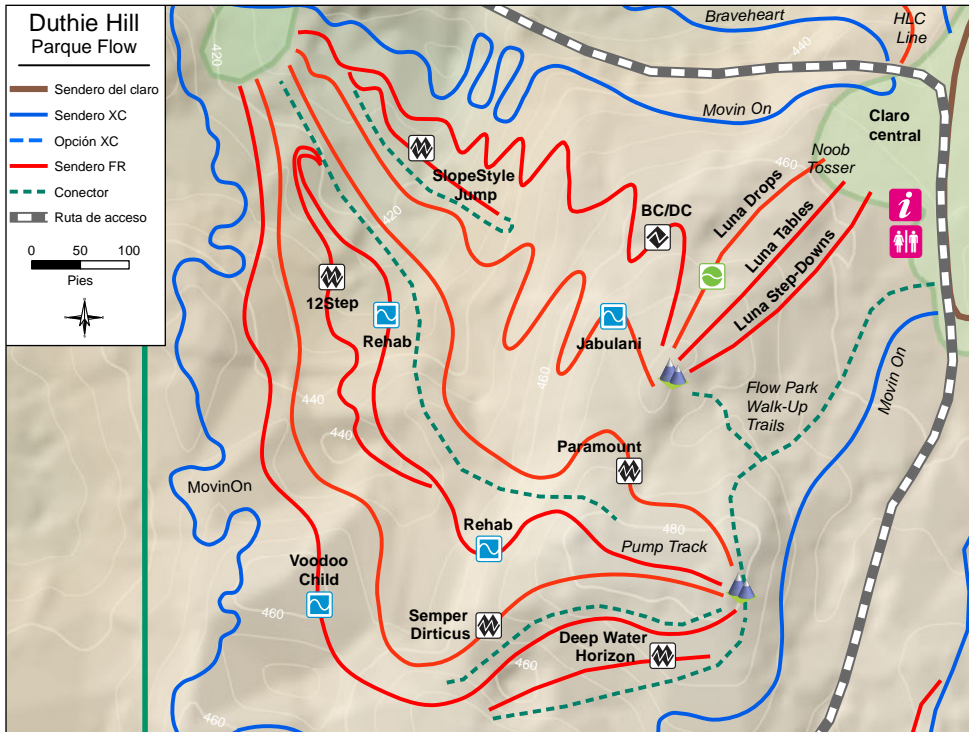 Duthie Hill
Parque Flow
Sendero del claro
Sendero XC
Opción XC
Sendero FR
Conector
Ruta de acceso
0 50 100
Pies
Braveheart
HLC
Line
440
420
460
Movin On
Claro
central
Noob
Tosser
460
SlopeStyle
Jump
BC/DC
Luna Drops
Luna Tables
Luna Step-Downs
i
420
12Step
Rehab
Jabulani
460
Flow Park
Walk-Up
Trails
Movin On
440
440
Paramount
MovinOn
Rehab
480
Pump Track
Voodoo
Child
460
Semper
Dirticus
Deep Water
Horizon
460
460